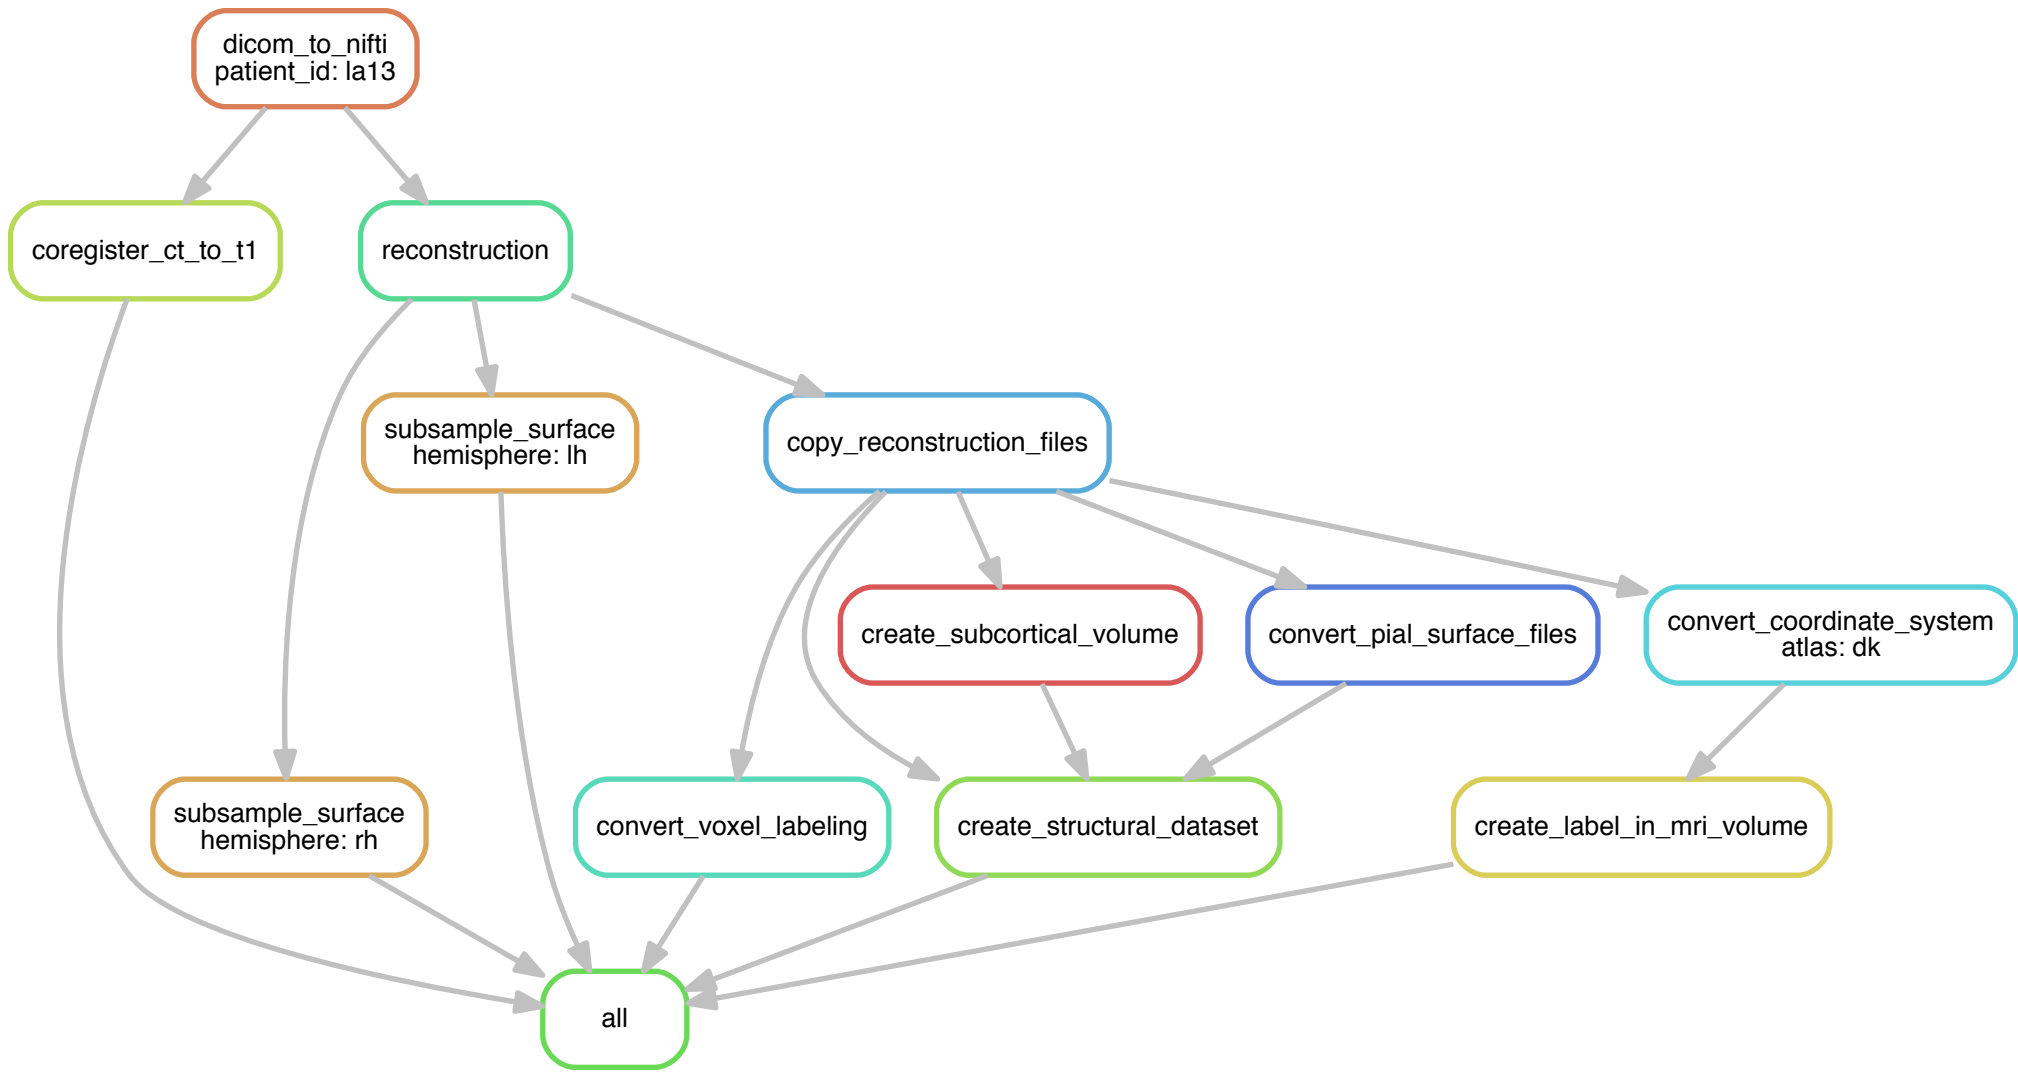 dicom_to_nifti
patient_id: la13
coregister_ct_to_t1
reconstruction
subsample_surface
hemisphere: lh
copy_reconstruction_files
create_subcortical_volume
convert_pial_surface_files
convert_coordinate_system
atlas: dk
subsample_surface
hemisphere: rh
convert_voxel_labeling
create_structural_dataset
create_label_in_mri_volume
all